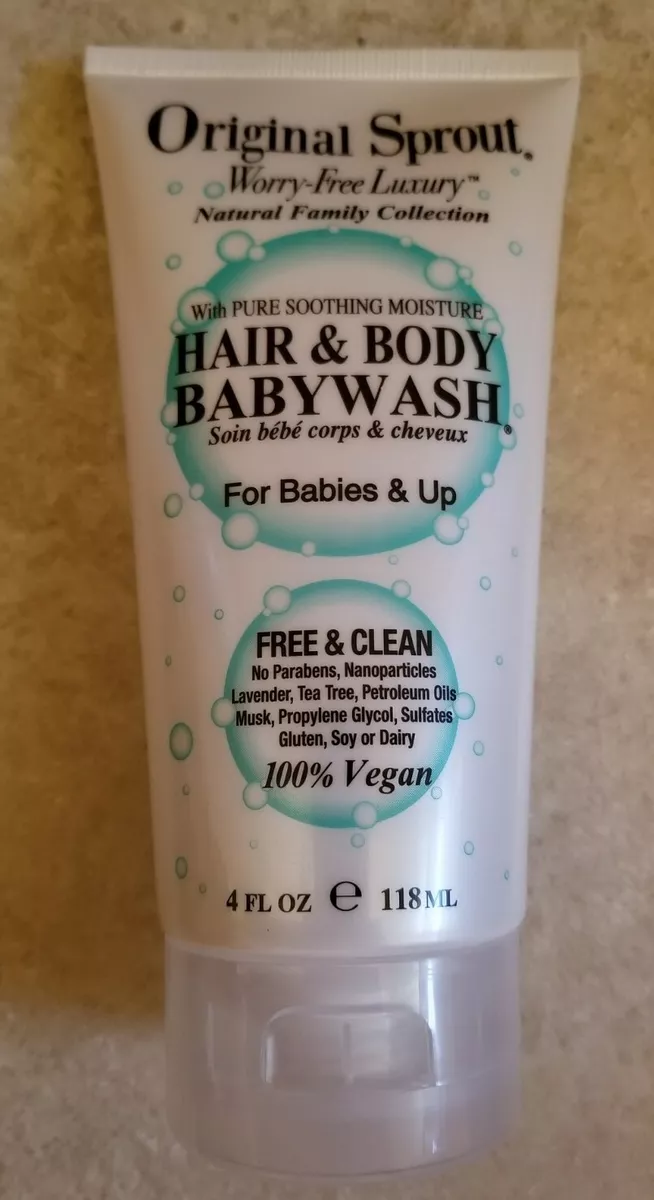 Original Sprout.
Worry-Free Luxury™
Natural Family Collection
With PURE SOOTHING MOISTURE
HAIR & BODY
BABYWASH®
Soin bébé corps & cheveux
For Babies & Up
FREE & CLEAN
No Parabens, Nanoparticles
Lavender, Tea Tree, Petroleum Oils
Musk, Propylene Glycol, Sulfates
Gluten, Soy or Dairy
100% Vegan
4 FL OZ ℮ 118 ML